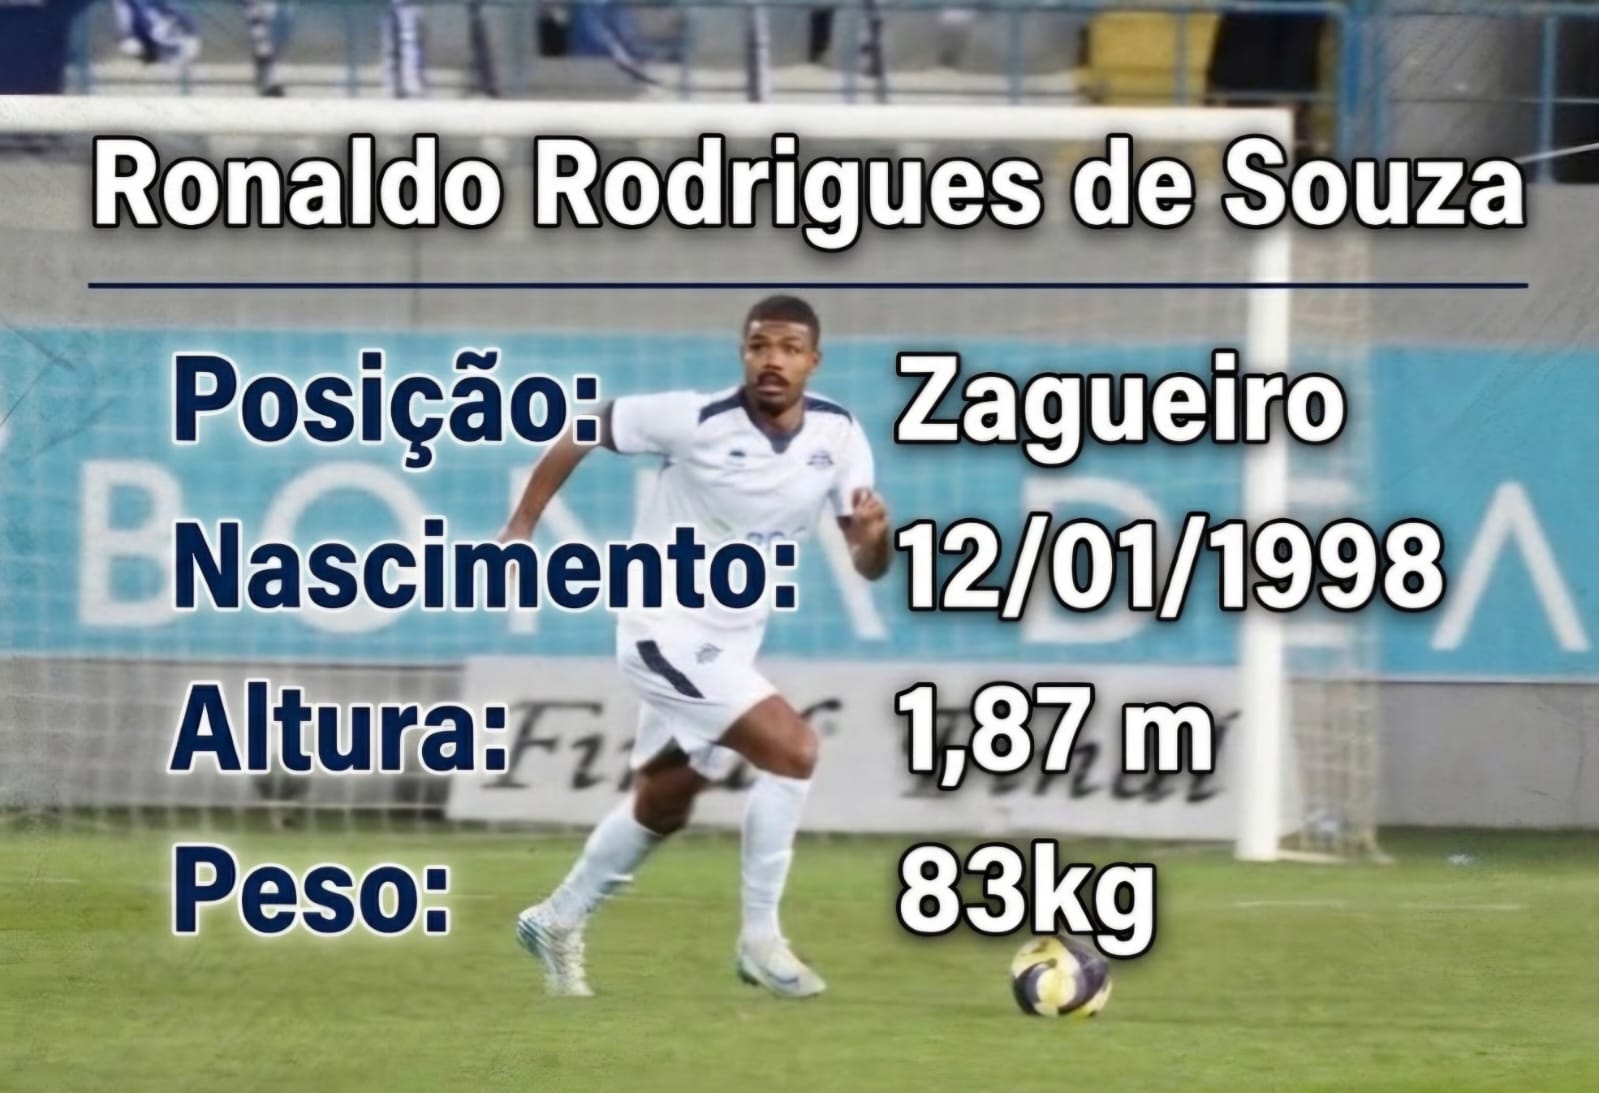 Ronaldo Rodrigues de Souza
Posição: Zagueiro
Nascimento: 12/01/1998
Altura: 1,87 m
Peso: 83kg